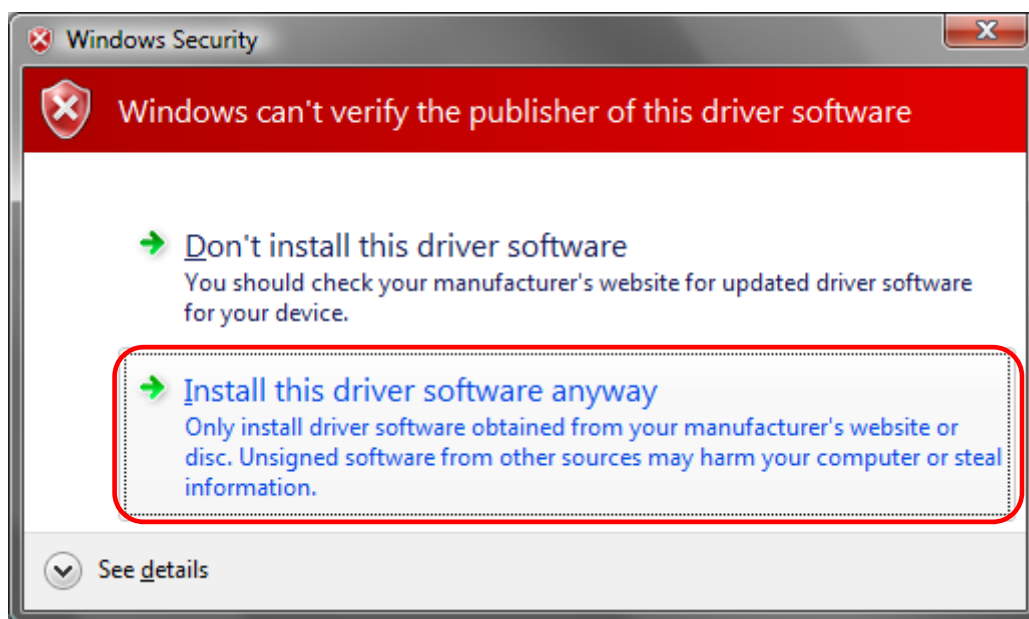 Windows Security
Windows can't verify the publisher of this driver software
Don't install this driver software
You should check your manufacturer's website for updated driver software
for your device.
Install this driver software anyway
Only install driver software obtained from your manufacturer's website or
disc. Unsigned software from other sources may harm your computer or steal
information.
See details